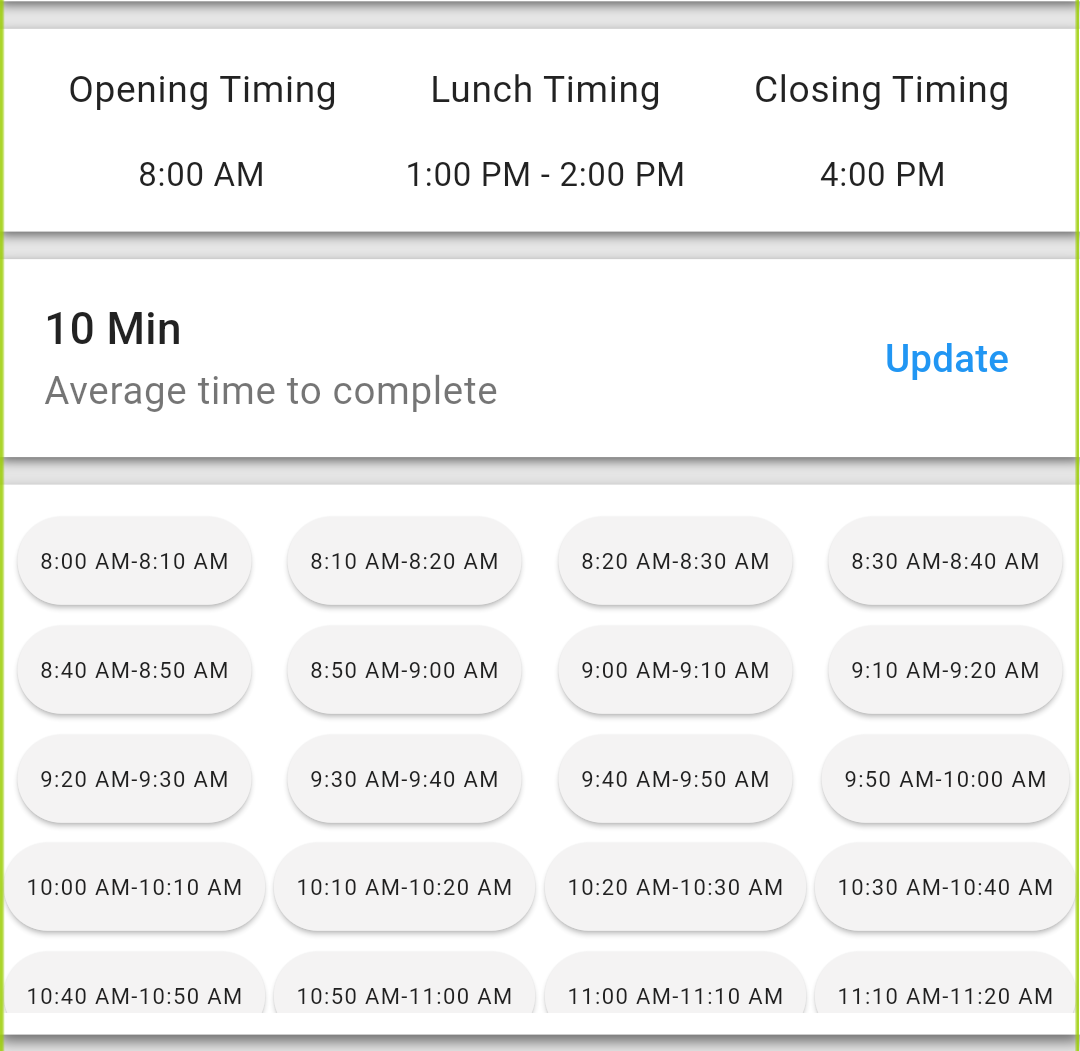 Opening Timing Lunch Timing Closing Timing
8:00 AM 1:00 PM - 2:00 PM 4:00 PM
10 Min
Update
Average time to complete
8:00 AM-8:10 AM 8:10 AM-8:20 AM 8:20 AM-8:30 AM 8:30 AM-8:40 AM
8:40 AM-8:50 AM 8:50 AM-9:00 AM 9:00 AM-9:10 AM 9:10 AM-9:20 AM
9:20 AM-9:30 AM 9:30 AM-9:40 AM 9:40 AM-9:50 AM 9:50 AM-10:00 AM
10:00 AM-10:10 AM 10:10 AM-10:20 AM 10:20 AM-10:30 AM 10:30 AM-10:40 AM
10:40 AM-10:50 AM 10:50 AM-11:00 AM 11:00 AM-11:10 AM 11:10 AM-11:20 AM